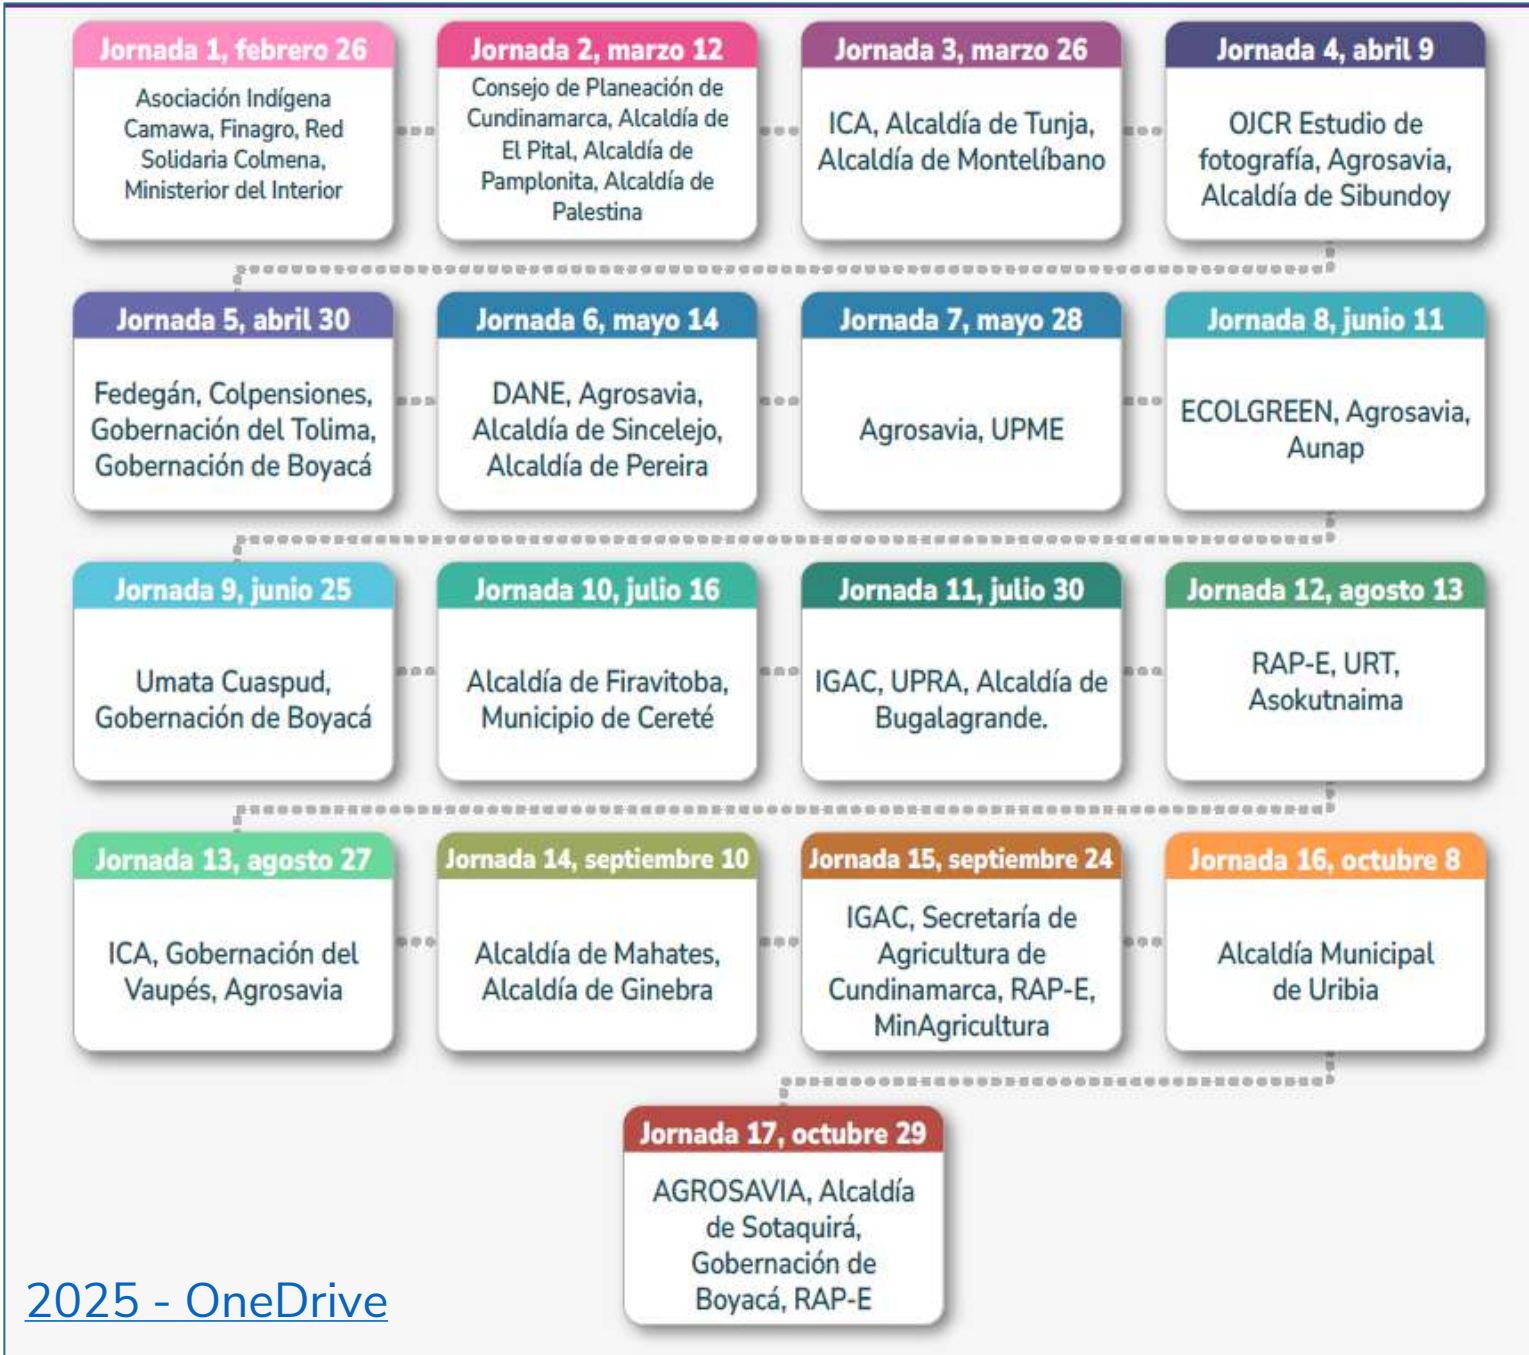 Jornada 1, febrero 26
Asociación Indígena
Camawa, Finagro, Red
Solidaria Colmena,
Ministerior del Interior
Jornada 2, marzo 12
Consejo de Planeación de
Cundinamarca, Alcaldía de
El Pital, Alcaldía de
Pamplonita, Alcaldía de
Palestina
Jornada 3, marzo 26
ICA, Alcaldía de Tunja,
Alcaldía de Montelíbano
Jornada 4, abril 9
OJCR Estudio de
fotografía, Agrosavia,
Alcaldía de Sibundoy
Jornada 5, abril 30
Fedegán, Colpensiones,
Gobernación del Tolima,
Gobernación de Boyacá
Jornada 6, mayo 14
DANE, Agrosavia,
Alcaldía de Sincelejo,
Alcaldía de Pereira
Jornada 7, mayo 28
Agrosavia, UPME
Jornada 8, junio 11
ECOLGREEN, Agrosavia,
Aunap
Jornada 9, junio 25
Umata Cuaspud,
Gobernación de Boyacá
Jornada 10, julio 16
Alcaldía de Firavitoba,
Municipio de Cereté
Jornada 11, julio 30
IGAC, UPRA, Alcaldía de
Bugalagrande.
Jornada 12, agosto 13
RAP-E, URT,
Asokutnaima
Jornada 13, agosto 27
ICA, Gobernación del
Vaupés, Agrosavia
Jornada 14, septiembre 10
Alcaldía de Mahates,
Alcaldía de Ginebra
Jornada 15, septiembre 24
IGAC, Secretaría de
Agricultura de
Cundinamarca, RAP-E,
MinAgricultura
Jornada 16, octubre 8
Alcaldía Municipal
de Uribia
Jornada 17, octubre 29
AGROSAVIA, Alcaldía
de Sotaquirá,
Gobernación de
Boyacá, RAP-E
2025 - OneDrive